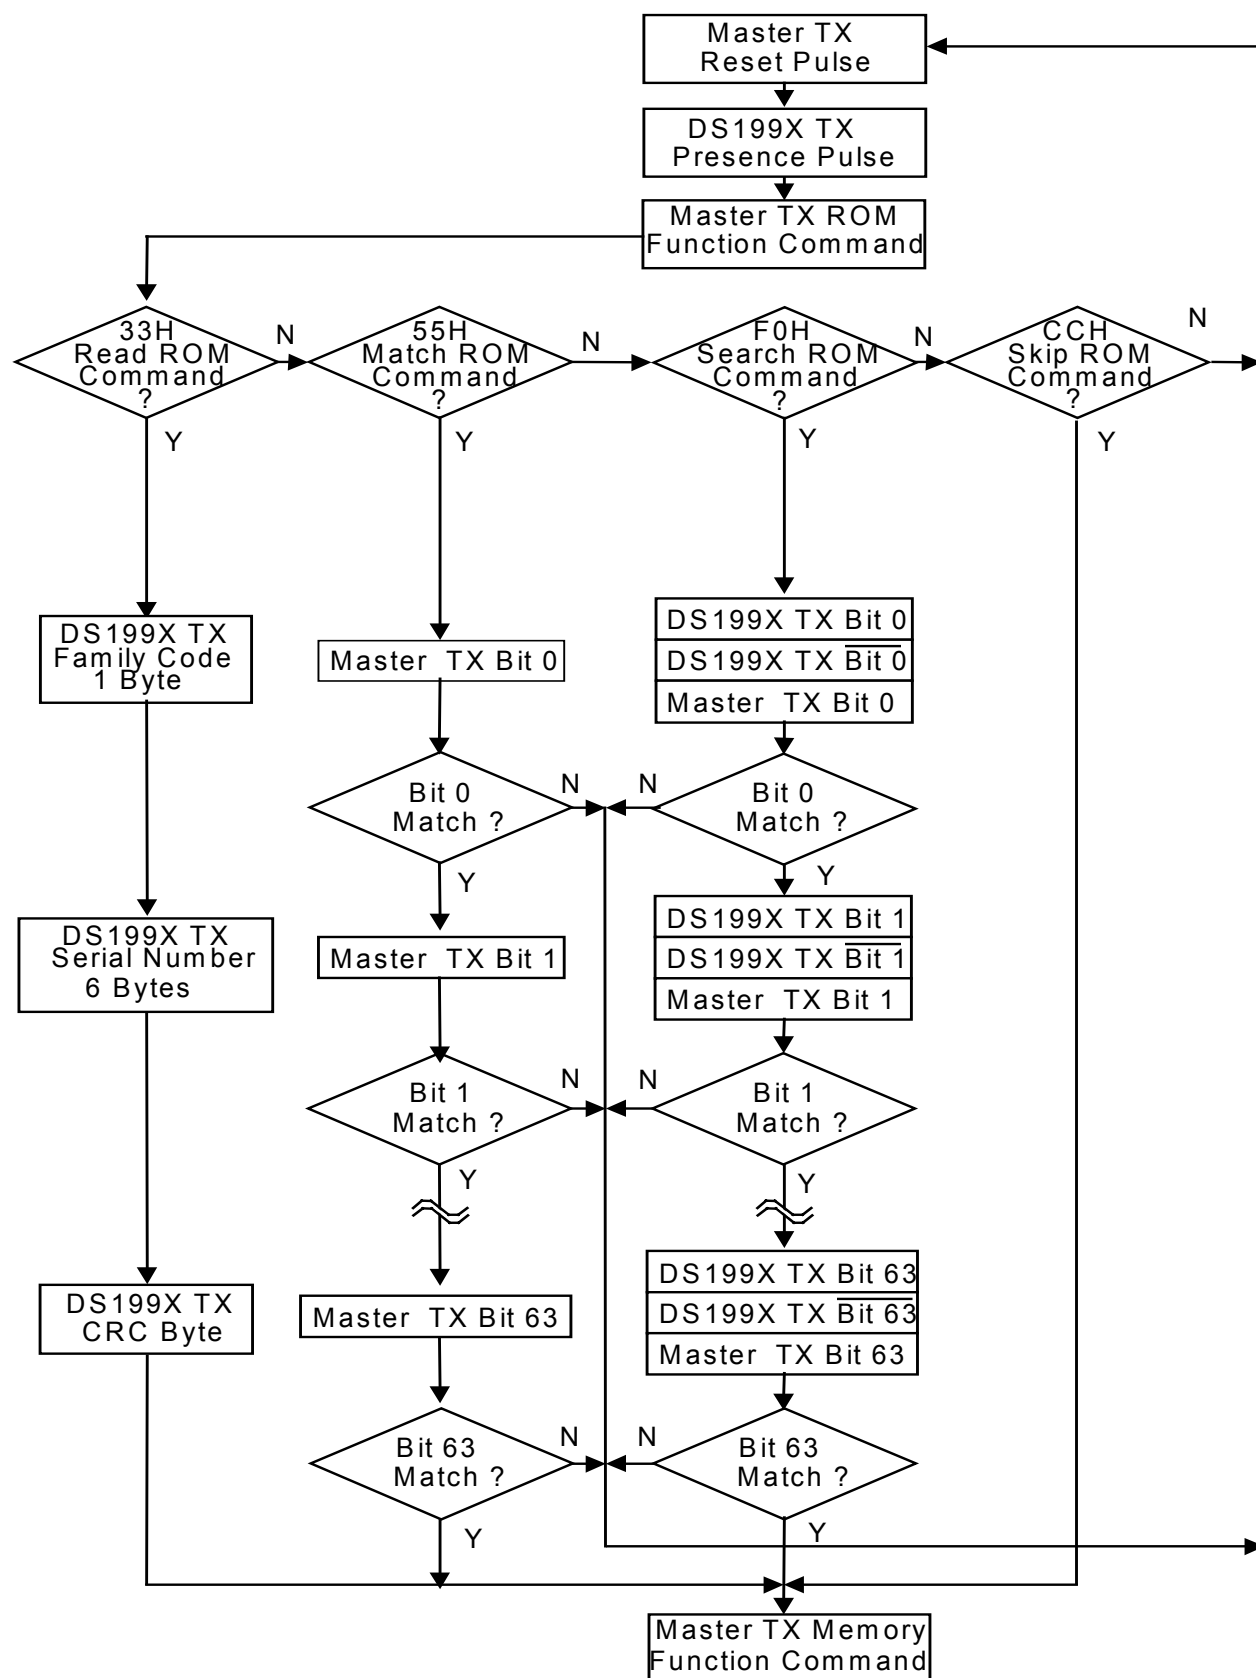 Master TX
Reset Pulse
DS199X TX
Presence Pulse
Master TX ROM
Function Command
33H
Read ROM
Command
?
N
Y
55H
Match ROM
Command
?
N
Y
F0H
Search ROM
Command
?
N
Y
CCH
Skip ROM
Command
?
N
Y
DS199X TX
Family Code
1 Byte
DS199X TX
Serial Number
6 Bytes
DS199X TX
CRC Byte
Master TX Bit 0
Bit 0
Match ?
N
Y
Master TX Bit 1
Bit 1
Match ?
N
Y
Master TX Bit 63
Bit 63
Match ?
N
Y
DS199X TX Bit 0
DS199X TX B̅i̅t̅ ̅0̅
Master TX Bit 0
N
Bit 0
Match ?
Y
DS199X TX Bit 1
DS199X TX B̅i̅t̅ ̅1̅
Master TX Bit 1
N
Bit 1
Match ?
Y
DS199X TX Bit 63
DS199X TX B̅i̅t̅ ̅6̅3̅
Master TX Bit 63
N
Bit 63
Match ?
Y
Master TX Memory
Function Command